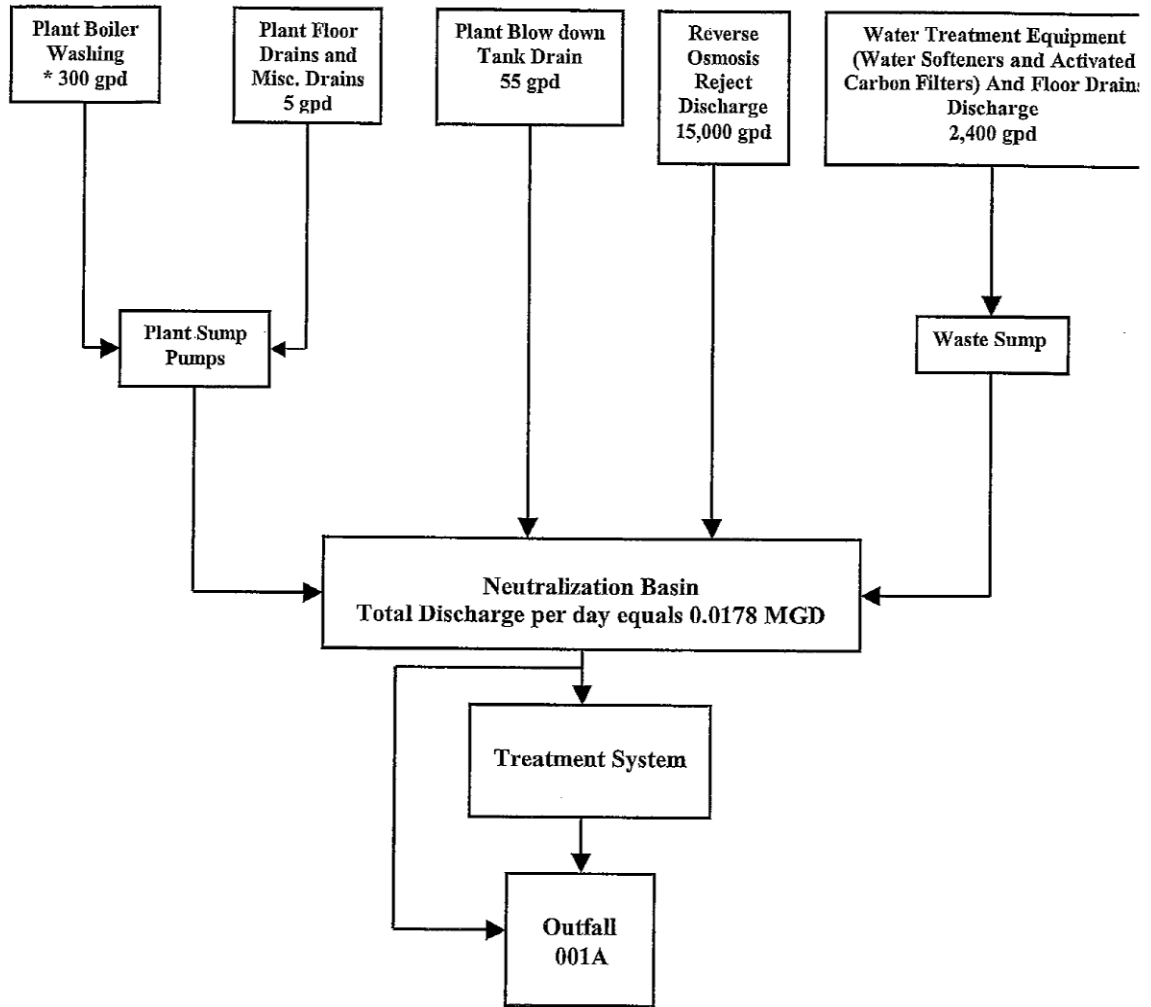 Plant Boiler
Washing
* 300 gpd
Plant Floor
Drains and
Misc. Drains
5 gpd
Plant Blow down
Tank Drain
55 gpd
Reverse
Osmosis
Reject
Discharge
15,000 gpd
Water Treatment Equipment
(Water Softeners and Activated
Carbon Filters) And Floor Drains
Discharge
2,400 gpd
Plant Sump
Pumps
Waste Sump
Neutralization Basin
Total Discharge per day equals 0.0178 MGD
Treatment System
Outfall
001A